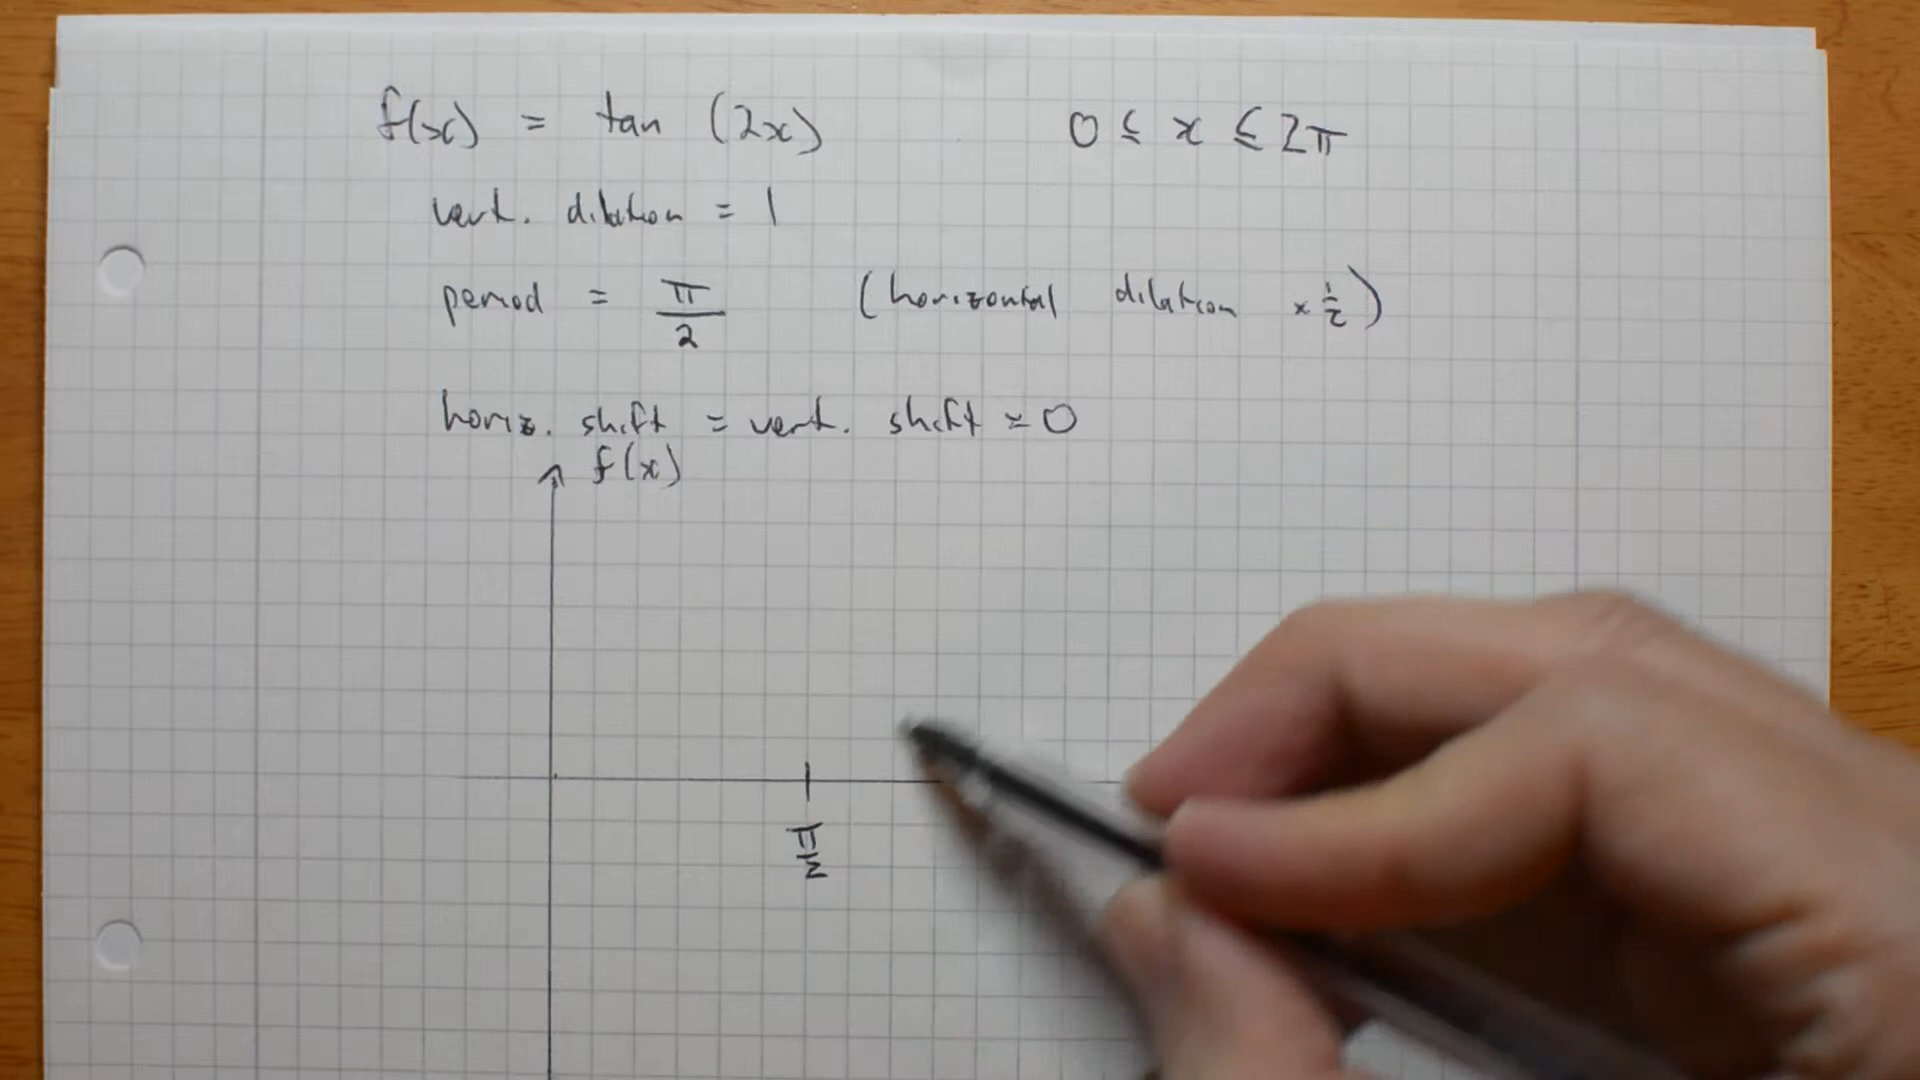 f(x) = tan (2x) 0 ≤ x ≤ 2π
vert. dilation = 1
period = π/2 (horizontal dilation × 1/2)
horiz. shift = vert. shift = 0
f(x)
π/2